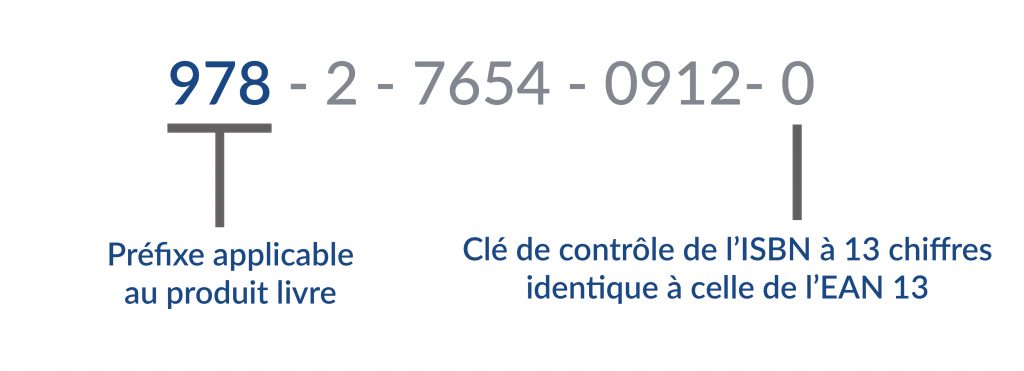 978 - 2 - 7654 - 0912- 0
Préfixe applicable
au produit livre
Clé de contrôle de l’ISBN à 13 chiffres
identique à celle de l’EAN 13